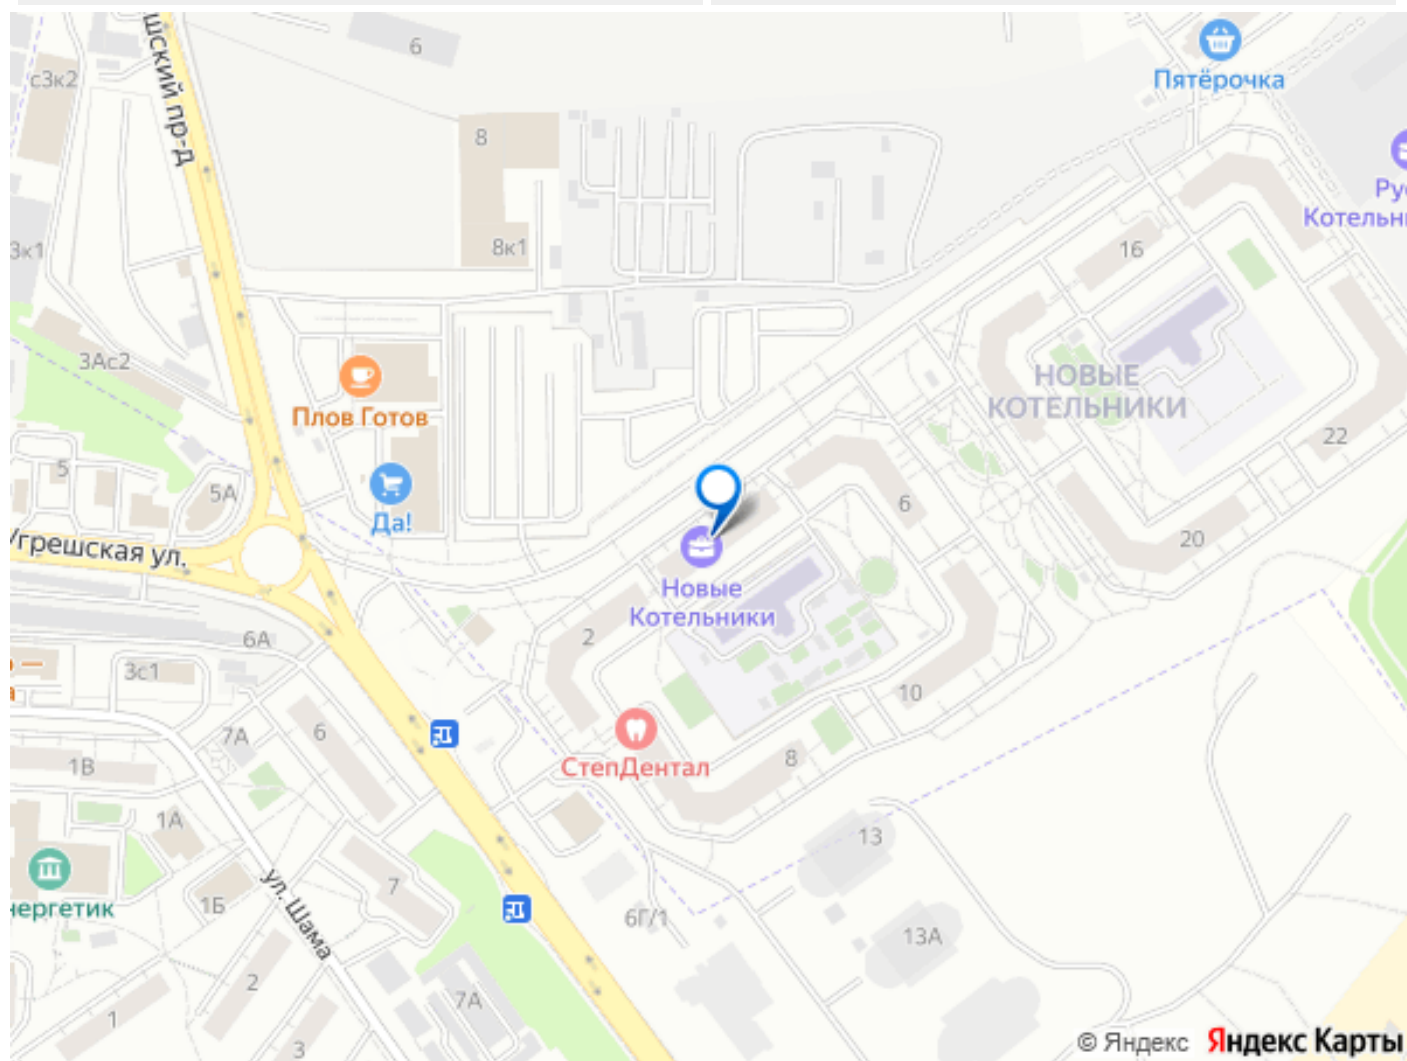 6
с3к2
шский пр-д
Пятёрочка
8
8к1
3к1
16
Котельн
3Ас2
Плов Готов
НОВЫЕ
КОТЕЛЬНИКИ
22
5
5А
Да!
6
20
Угрешская ул.
Новые
Котельники
2
6А
3с1
10
7А
6
СтепДентал
8
1В
1А
13
7
нергетик
1Б
ул. Шама
6Г/1
13А
2
7А
1
3
© Яндекс Яндекс Карты